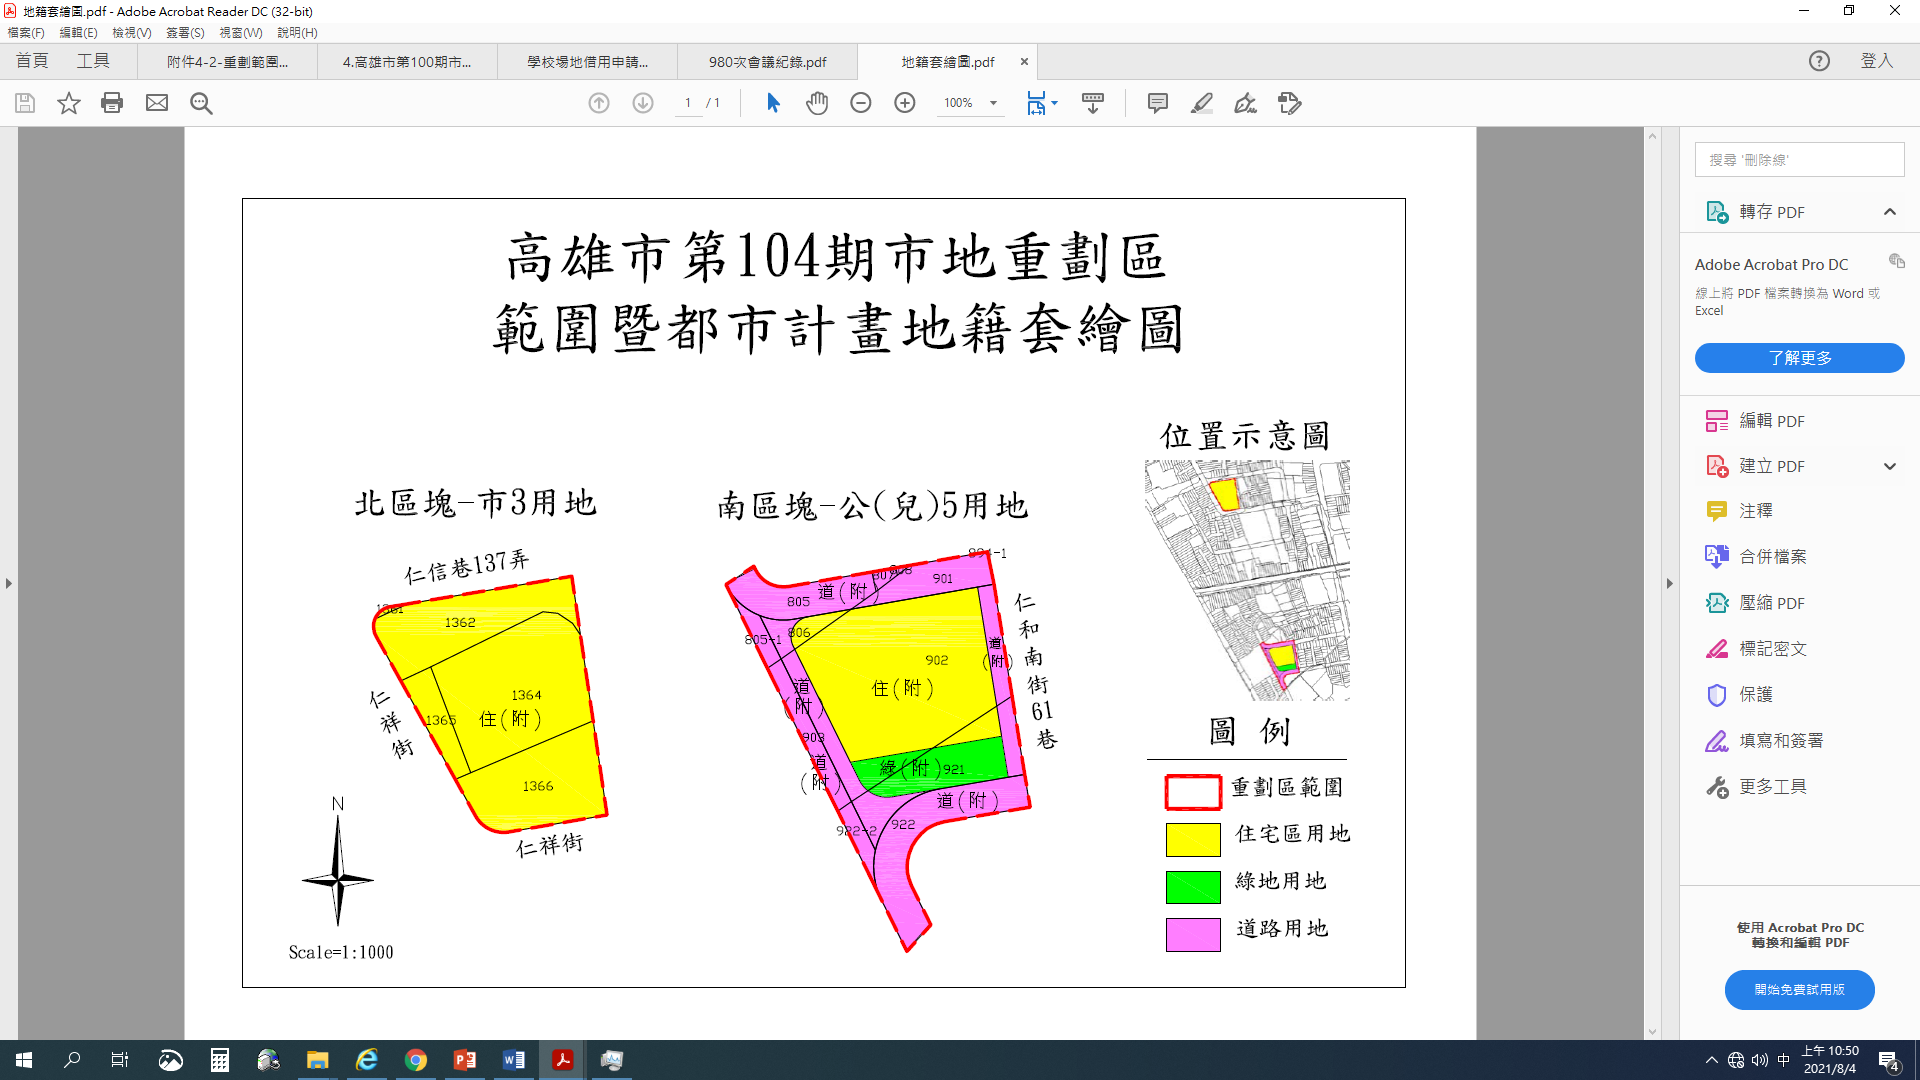 地籍套繪圖.pdf - Adobe Acrobat Reader DC (32-bit)
檔案(F) 編輯(E) 檢視(V) 簽署(S) 視窗(W) 說明(H)
首頁 工具 附件4-2-重劃範圍... 4.高雄市第100期市... 學校場地借用申請... 980次會議紀錄.pdf 地籍套繪圖.pdf × 登入
1 / 1 100%
高雄市第104期市地重劃區
範圍暨都市計畫地籍套繪圖
北區塊-市3用地
仁信巷137弄
1361
1362
1364
1365
住(附)
1366
仁祥街
仁祥街
N
Scale=1:1000
南區塊-公(兒)5用地
901
道(附)
805
806
805-1
902
道(附)
住(附)
道(附)
903
道(附)
綠(附)
921
道(附)
922
922-2
仁和南街61巷
位置示意圖
圖 例
重劃區範圍
住宅區用地
綠地用地
道路用地
搜尋 '刪除線'
轉存 PDF
Adobe Acrobat Pro DC
線上將 PDF 檔案轉換為 Word 或
Excel
了解更多
編輯 PDF
建立 PDF
注釋
合併檔案
壓縮 PDF
標記密文
保護
填寫和簽署
更多工具
使用 Acrobat Pro DC
轉換和編輯 PDF
開始免費試用版
中
上午 10:50
2021/8/4
4